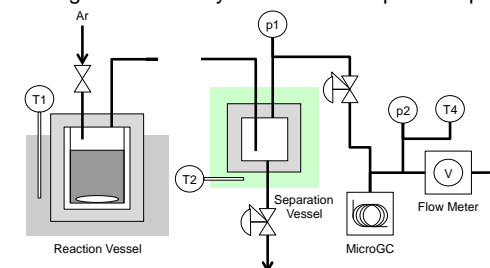 Ar
p1
T1
p2
T4
T2
V
Separation
Vessel
Flow Meter
Reaction Vessel
MicroGC